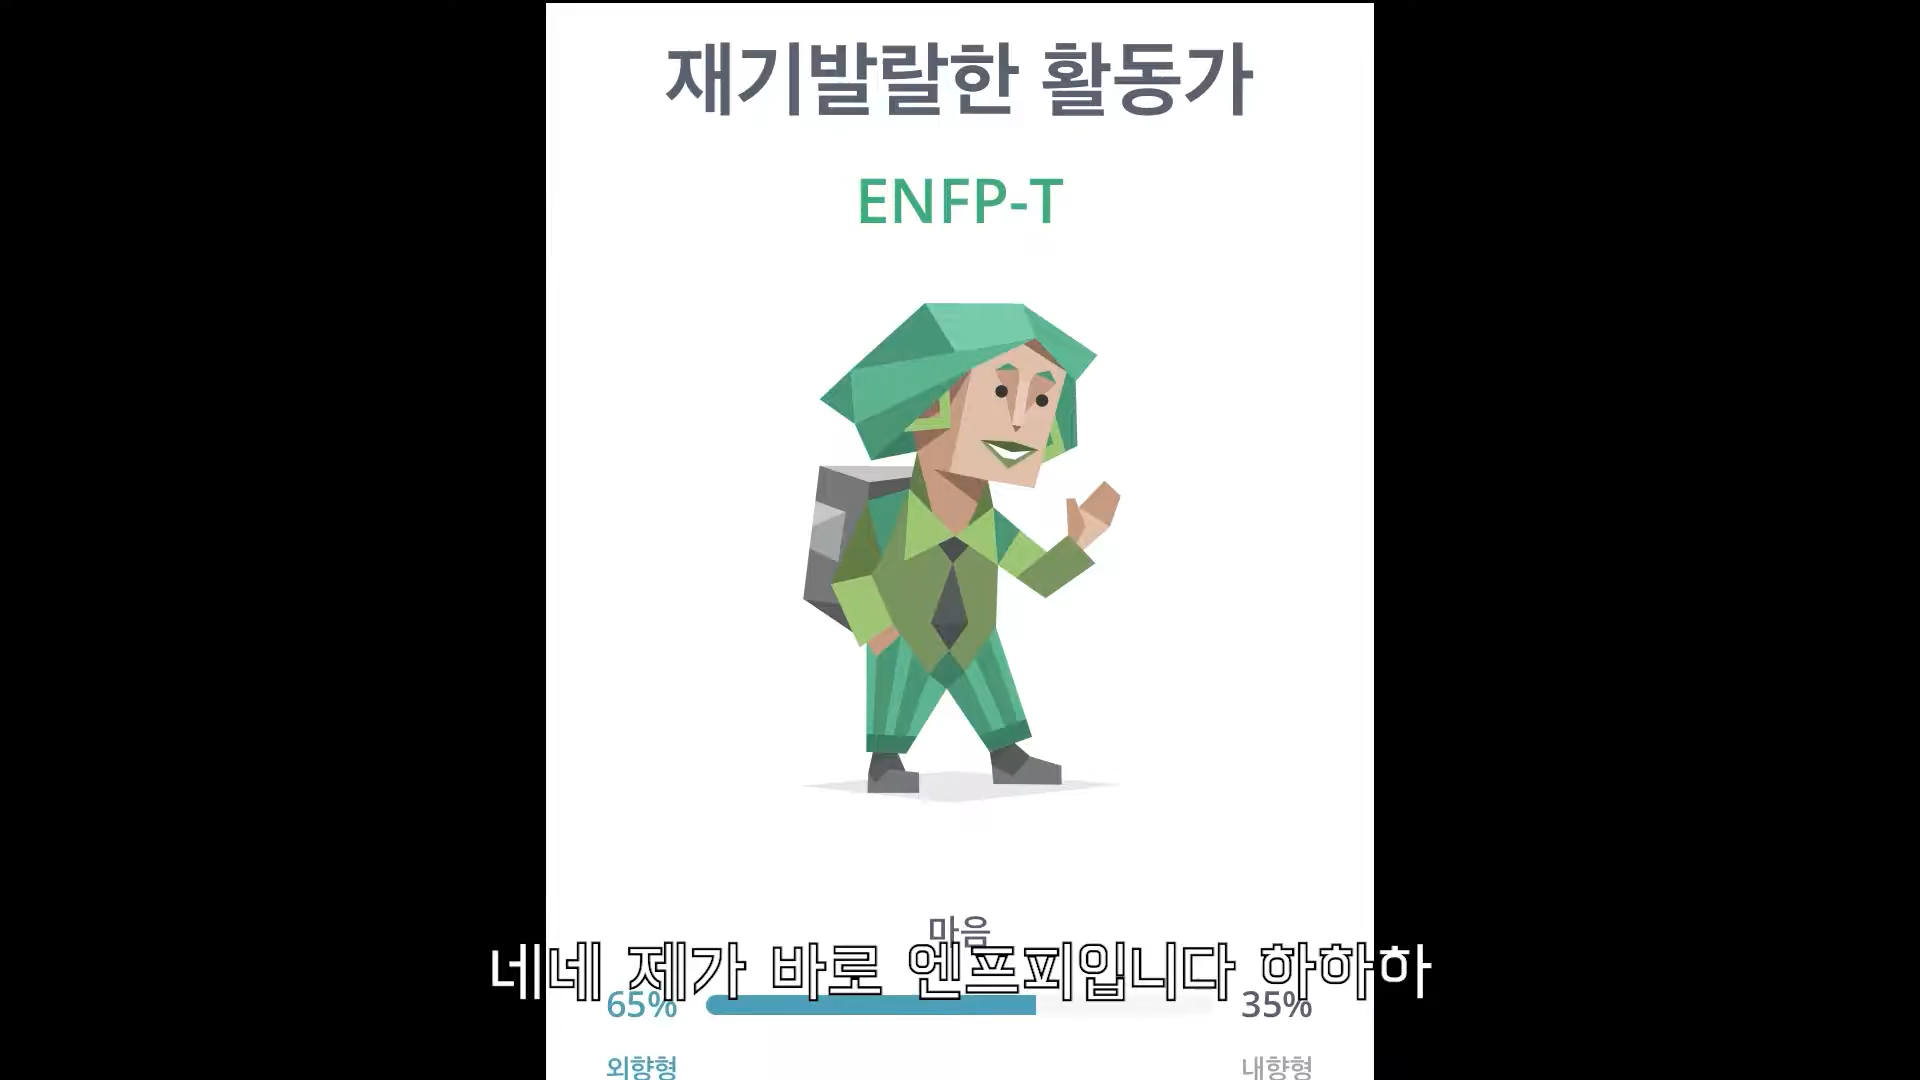 재기발랄한 활동가
ENFP-T
마음
네네 제가 바로 엔프피입니다 하하하
65% 35%
외향형 내향형